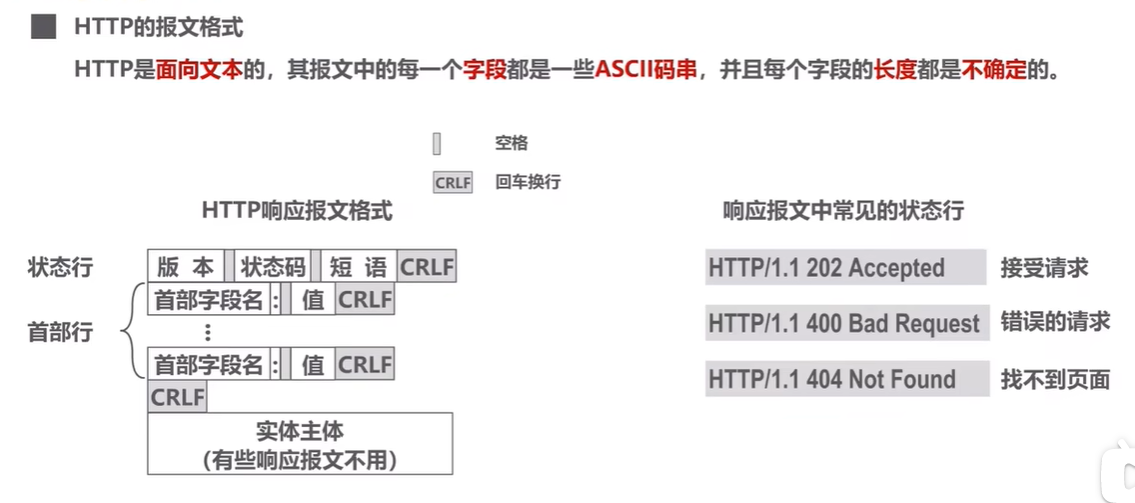 HTTP的报文格式
HTTP是面向文本的，其报文中的每一个字段都是一些ASCII码串，并且每个字段的长度都是不确定的。
空格
CRLF 回车换行
HTTP响应报文格式
状态行 版 本 状态码 短 语 CRLF
首部行
首部字段名 : 值 CRLF
⋮
首部字段名 : 值 CRLF
CRLF
实体主体
（有些响应报文不用）
响应报文中常见的状态行
HTTP/1.1 202 Accepted 接受请求
HTTP/1.1 400 Bad Request 错误的请求
HTTP/1.1 404 Not Found 找不到页面